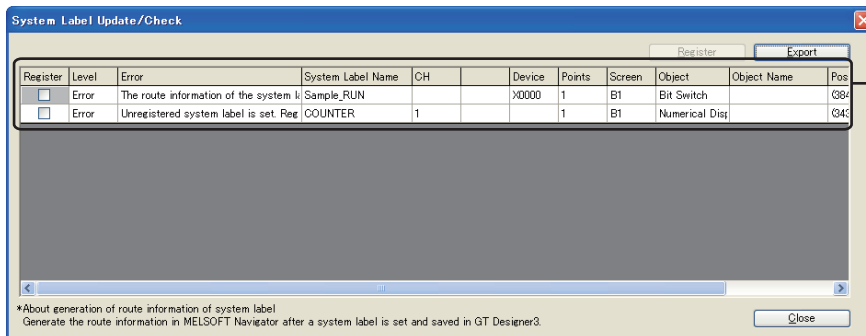 System Label Update/Check
Register Export
Register Level Error System Label Name CH Device Points Screen Object Object Name Pos
Error The route information of the system l Sample_RUN X0000 1 B1 Bit Switch (384
Error Unregistered system label is set. Reg COUNTER 1 1 B1 Numerical Disp (343
*About generation of route information of system label
Generate the route information in MELSOFT Navigator after a system label is set and saved in GT Designer3.
Close